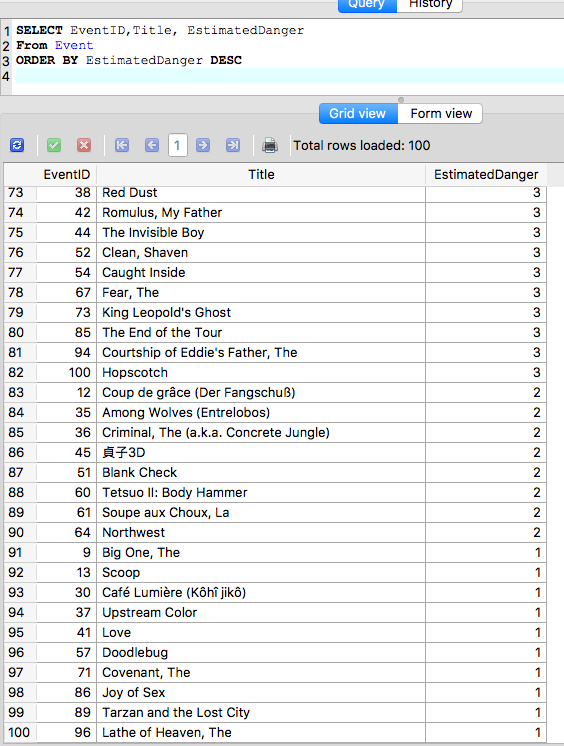 Query History
1 SELECT EventID,Title, EstimatedDanger
2 From Event
3 ORDER BY EstimatedDanger DESC
4
Grid view Form view
1 Total rows loaded: 100
EventID Title EstimatedDanger
73 38 Red Dust 3
74 42 Romulus, My Father 3
75 44 The Invisible Boy 3
76 52 Clean, Shaven 3
77 54 Caught Inside 3
78 67 Fear, The 3
79 73 King Leopold's Ghost 3
80 85 The End of the Tour 3
81 94 Courtship of Eddie's Father, The 3
82 100 Hopscotch 3
83 12 Coup de grâce (Der Fangschuß) 2
84 35 Among Wolves (Entrelobos) 2
85 36 Criminal, The (a.k.a. Concrete Jungle) 2
86 45 貞子3D 2
87 51 Blank Check 2
88 60 Tetsuo II: Body Hammer 2
89 61 Soupe aux Choux, La 2
90 64 Northwest 2
91 9 Big One, The 1
92 13 Scoop 1
93 30 Café Lumière (Kôhî jikô) 1
94 37 Upstream Color 1
95 41 Love 1
96 57 Doodlebug 1
97 71 Covenant, The 1
98 86 Joy of Sex 1
99 89 Tarzan and the Lost City 1
100 96 Lathe of Heaven, The 1